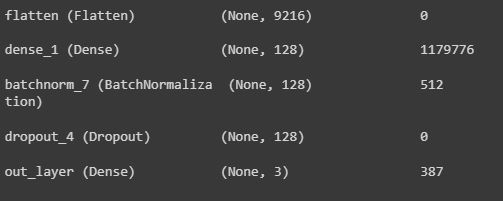 flatten (Flatten) (None, 9216) 0
dense_1 (Dense) (None, 128) 1179776
batchnorm_7 (BatchNormaliza (None, 128) 512
tion)
dropout_4 (Dropout) (None, 128) 0
out_layer (Dense) (None, 3) 387